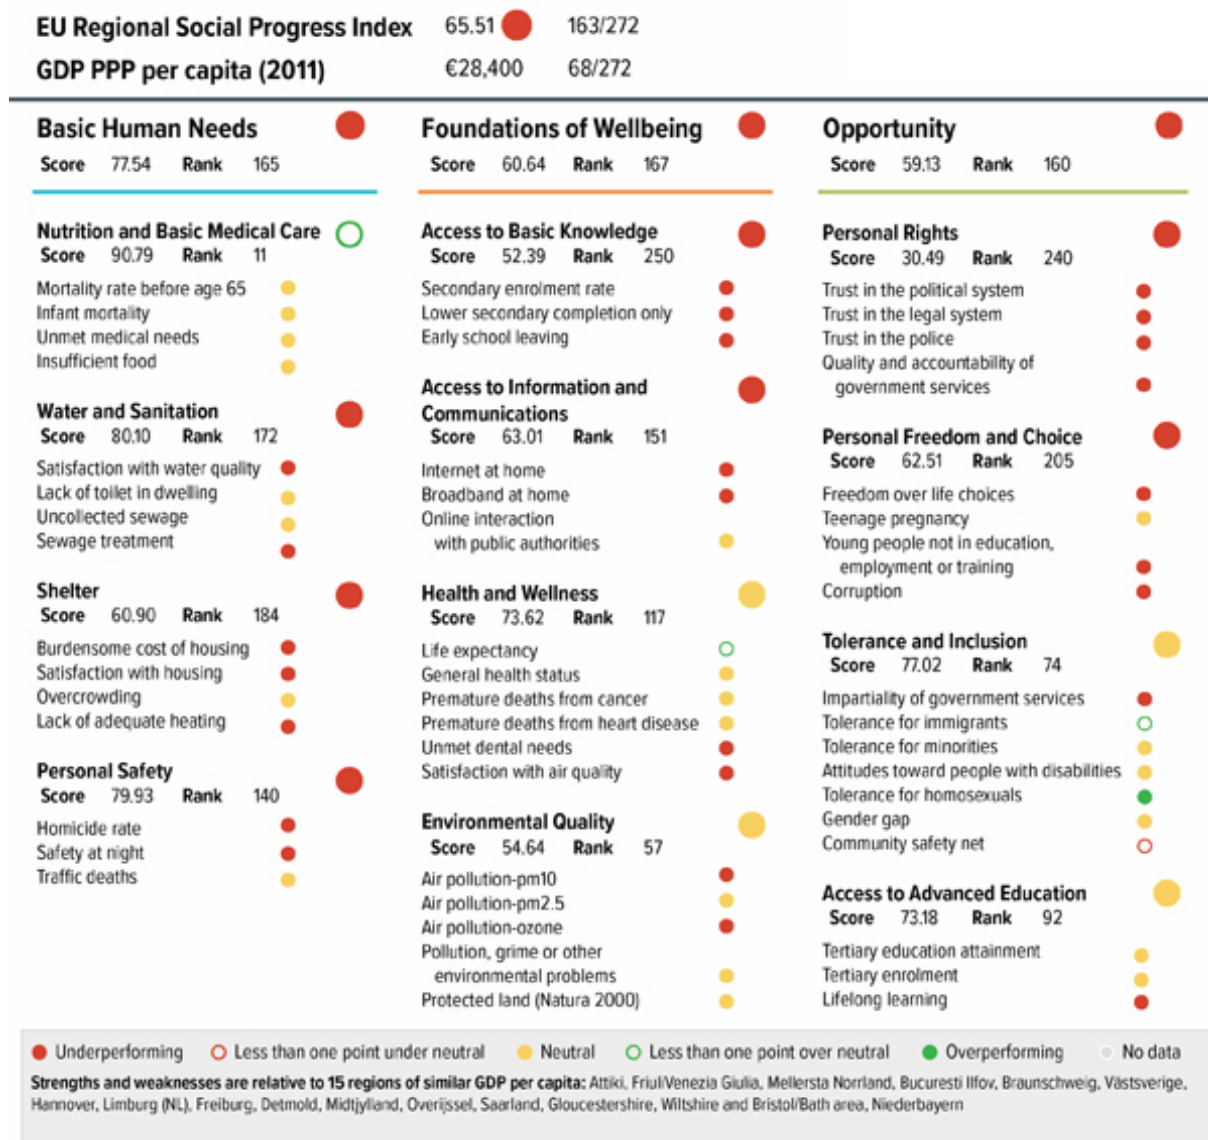 EU Regional Social Progress Index 65.51 163/272
GDP PPP per capita (2011) €28,400 68/272
Basic Human Needs
Score 77.54 Rank 165
Nutrition and Basic Medical Care
Score 90.79 Rank 11
Mortality rate before age 65
Infant mortality
Unmet medical needs
Insufficient food
Water and Sanitation
Score 80.10 Rank 172
Satisfaction with water quality
Lack of toilet in dwelling
Uncollected sewage
Sewage treatment
Shelter
Score 60.90 Rank 184
Burdensome cost of housing
Satisfaction with housing
Overcrowding
Lack of adequate heating
Personal Safety
Score 79.93 Rank 140
Homicide rate
Safety at night
Traffic deaths
Foundations of Wellbeing
Score 60.64 Rank 167
Access to Basic Knowledge
Score 52.39 Rank 250
Secondary enrolment rate
Lower secondary completion only
Early school leaving
Access to Information and
Communications
Score 63.01 Rank 151
Internet at home
Broadband at home
Online interaction
with public authorities
Health and Wellness
Score 73.62 Rank 117
Life expectancy
General health status
Premature deaths from cancer
Premature deaths from heart disease
Unmet dental needs
Satisfaction with air quality
Environmental Quality
Score 54.64 Rank 57
Air pollution-pm10
Air pollution-pm2.5
Air pollution-ozone
Pollution, grime or other
environmental problems
Protected land (Natura 2000)
Opportunity
Score 59.13 Rank 160
Personal Rights
Score 30.49 Rank 240
Trust in the political system
Trust in the legal system
Trust in the police
Quality and accountability of
government services
Personal Freedom and Choice
Score 62.51 Rank 205
Freedom over life choices
Teenage pregnancy
Young people not in education,
employment or training
Corruption
Tolerance and Inclusion
Score 77.02 Rank 74
Impartiality of government services
Tolerance for immigrants
Tolerance for minorities
Attitudes toward people with disabilities
Tolerance for homosexuals
Gender gap
Community safety net
Access to Advanced Education
Score 73.18 Rank 92
Tertiary education attainment
Tertiary enrolment
Lifelong learning
Underperforming Less than one point under neutral Neutral Less than one point over neutral Overperforming No data
Strengths and weaknesses are relative to 15 regions of similar GDP per capita: Attiki, FriuliVenezia Giulia, Mellersta Norrland, Bucuresti Ilfov, Braunschweig, Västsverige,
Hannover, Limburg (NL), Freiburg, Detmold, Midtjylland, Overijssel, Saarland, Gloucestershire, Wiltshire and Bristol/Bath area, Niederbayern